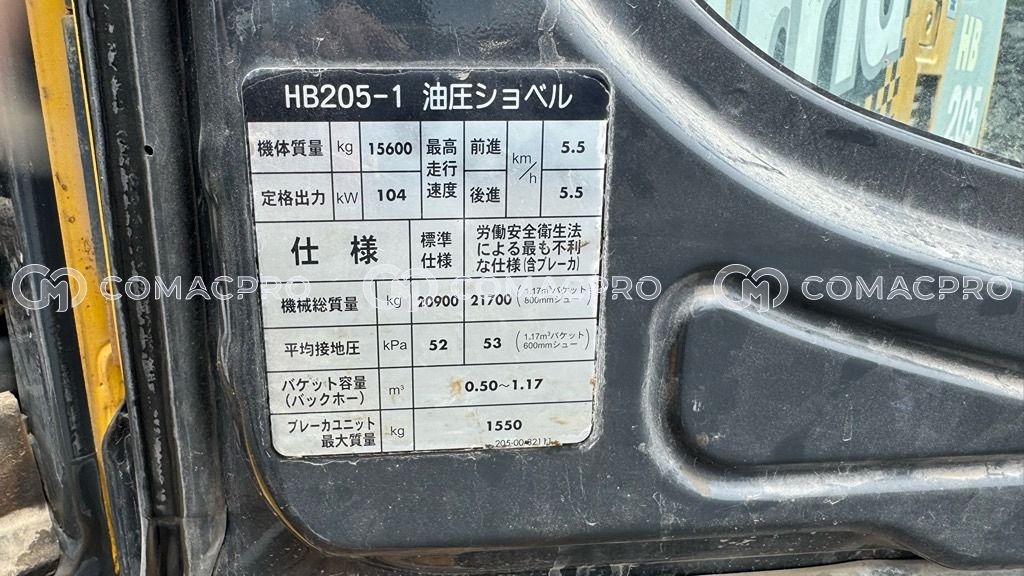 HB205-1 油圧ショベル
機体質量 kg 15600 最高走行速度 前進 km/h 5.5
定格出力 kW 104 後進 5.5
仕様 標準仕様 労働安全衛生法による最も不利な仕様(含ブレーカ)
機械総質量 kg 20900 21700 (1.17m³バケット 800mmシュー)
平均接地圧 kPa 52 53 (1.17m³バケット 600mmシュー)
バケット容量(バックホー) m³ 0.50~1.17
ブレーカユニット最大質量 kg 1550
COMACPRO COMACPRO COMACPRO
HB
205